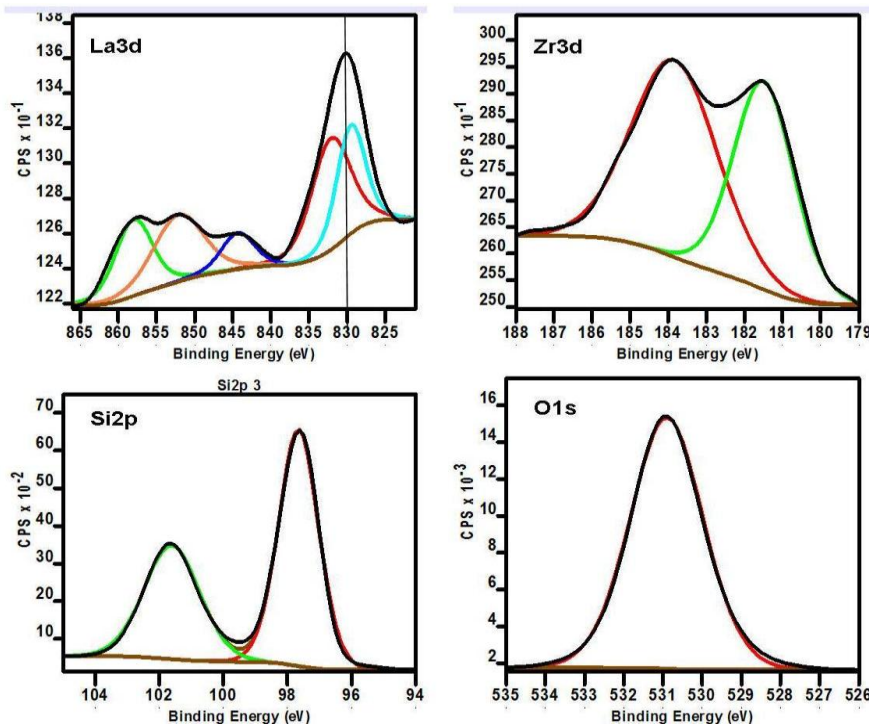 138
La3d
136
134
132
130
128
126
124
122
CPS x 10^-1
865 860 855 850 845 840 835 830 825
Binding Energy (eV)
Zr3d
300
295
290
285
280
275
270
265
260
255
250
CPS x 10^-1
188 187 186 185 184 183 182 181 180 179
Binding Energy (eV)
Si2p 3
Si2p
70
60
50
40
30
20
10
CPS x 10^-2
104 102 100 98 96 94
Binding Energy (eV)
O1s
16
14
12
10
8
6
4
2
CPS x 10^-3
535 534 533 532 531 530 529 528 527 526
Binding Energy (eV)